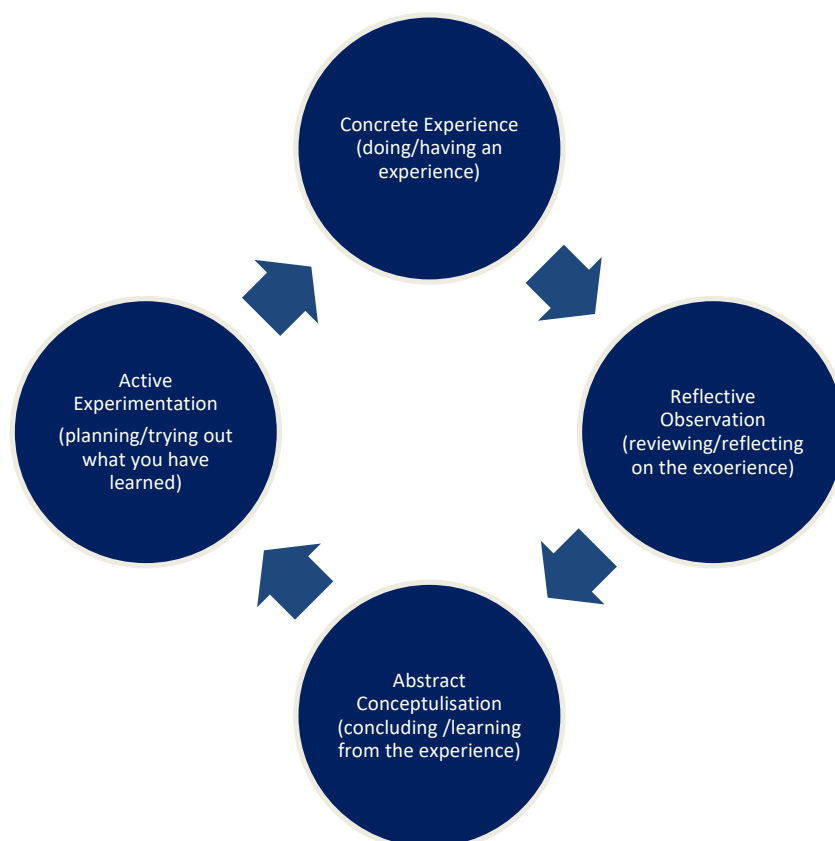 Concrete Experience
(doing/having an
experience)
Active
Experimentation
(planning/trying out
what you have
learned)
Reflective
Observation
(reviewing/reflecting
on the exoerience)
Abstract
Conceptulisation
(concluding /learning
from the experience)